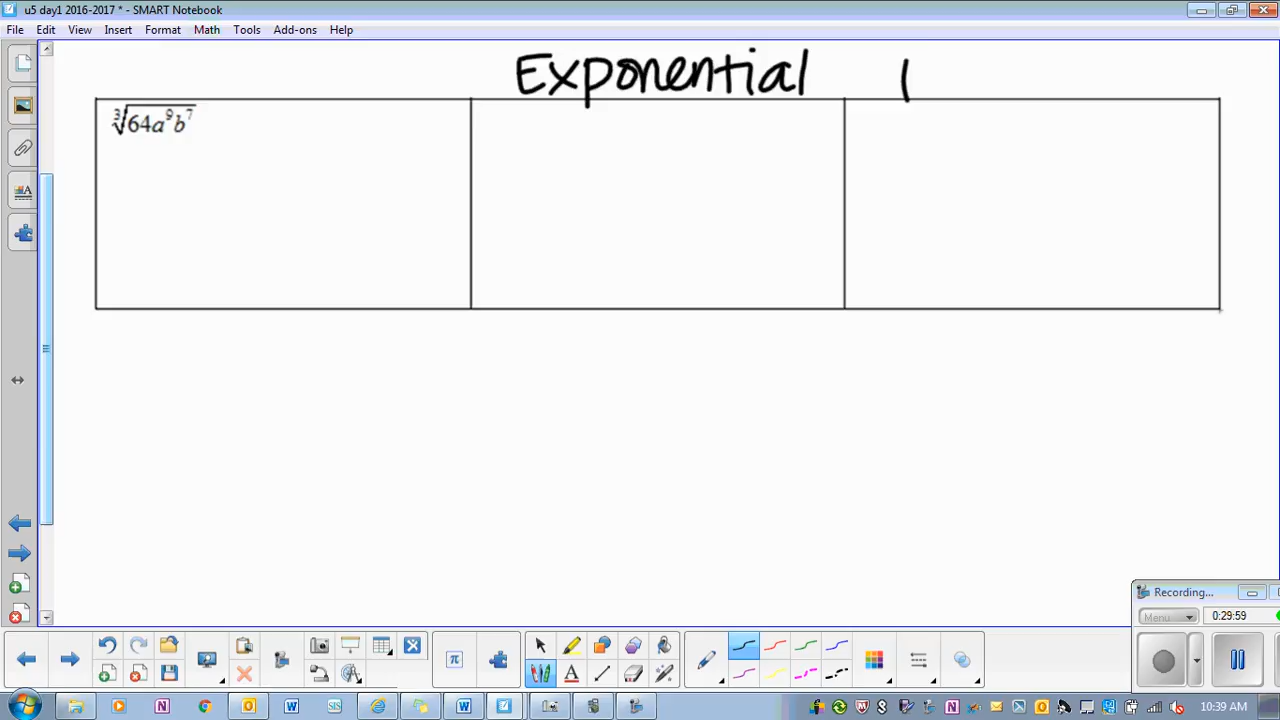 u5 day1 2016-2017 * - SMART Notebook
File Edit View Insert Format Math Tools Add-ons Help
Exponential
∛64a⁹b⁷
Recording...
Menu
0:29:59
10:39 AM